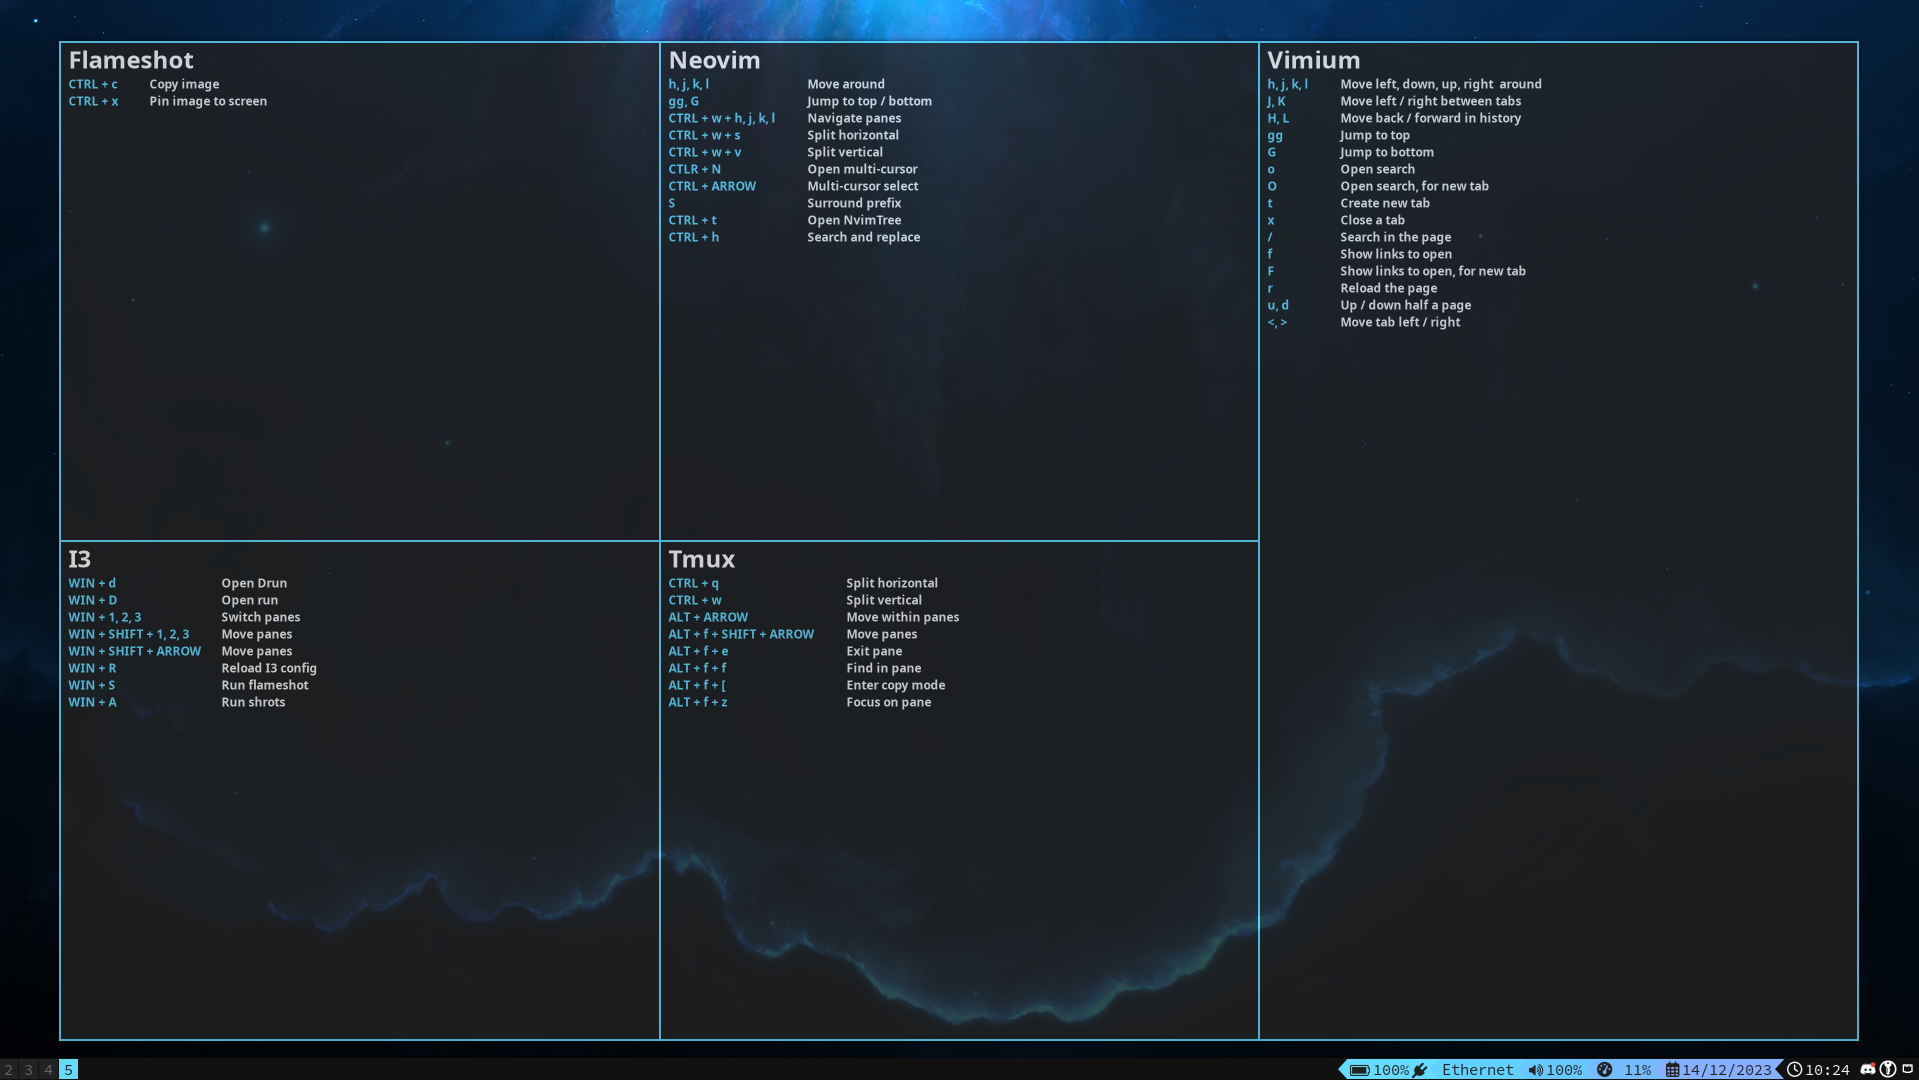 Flameshot
CTRL + c Copy image
CTRL + x Pin image to screen
Neovim
h, j, k, l Move around
gg, G Jump to top / bottom
CTRL + w + h, j, k, l Navigate panes
CTRL + w + s Split horizontal
CTRL + w + v Split vertical
CTLR + N Open multi-cursor
CTRL + ARROW Multi-cursor select
S Surround prefix
CTRL + t Open NvimTree
CTRL + h Search and replace
Vimium
h, j, k, l Move left, down, up, right around
J, K Move left / right between tabs
H, L Move back / forward in history
gg Jump to top
G Jump to bottom
o Open search
O Open search, for new tab
t Create new tab
x Close a tab
/ Search in the page
f Show links to open
F Show links to open, for new tab
r Reload the page
u, d Up / down half a page
<, > Move tab left / right
I3
WIN + d Open Drun
WIN + D Open run
WIN + 1, 2, 3 Switch panes
WIN + SHIFT + 1, 2, 3 Move panes
WIN + SHIFT + ARROW Move panes
WIN + R Reload I3 config
WIN + S Run flameshot
WIN + A Run shrots
Tmux
CTRL + q Split horizontal
CTRL + w Split vertical
ALT + ARROW Move within panes
ALT + f + SHIFT + ARROW Move panes
ALT + f + e Exit pane
ALT + f + f Find in pane
ALT + f + [ Enter copy mode
ALT + f + z Focus on pane
2 3 4 5 100% Ethernet 100% 11% 14/12/2023 10:24